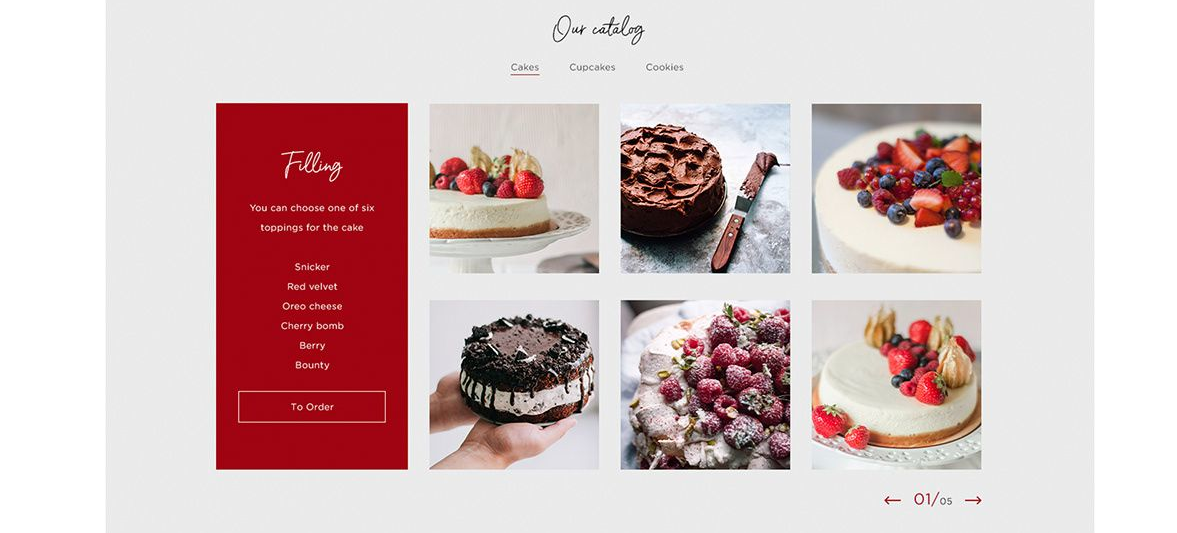 Our catalog
Cakes Cupcakes Cookies
Filling
You can choose one of six
toppings for the cake
Snicker
Red velvet
Oreo cheese
Cherry bomb
Berry
Bounty
To Order
01/05